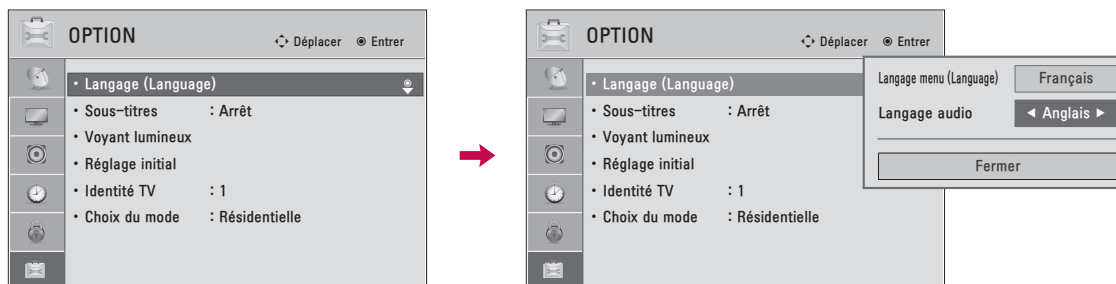 OPTION
Déplacer Entrer
• Langage (Language)
• Sous-titres : Arrêt
• Voyant lumineux
• Réglage initial
• Identité TV : 1
• Choix du mode : Résidentielle
OPTION
Déplacer Entrer
• Langage (Language)
• Sous-titres : Arrêt
• Voyant lumineux
• Réglage initial
• Identité TV : 1
• Choix du mode : Résidentielle
Langage menu (Language) Français
Langage audio ◄ Anglais ►
Fermer